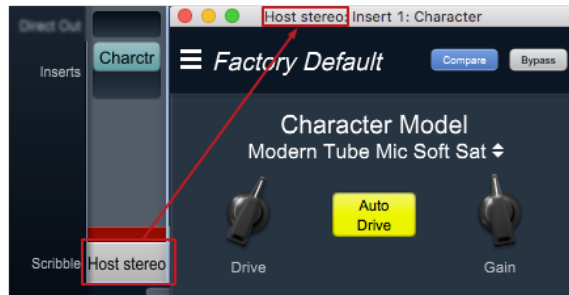 Direct Out
Inserts
Charctr
Scribble
Host stereo
Host stereo: Insert 1: Character
Factory Default
Compare
Bypass
Character Model
Modern Tube Mic Soft Sat
Auto
Drive
Drive
Gain